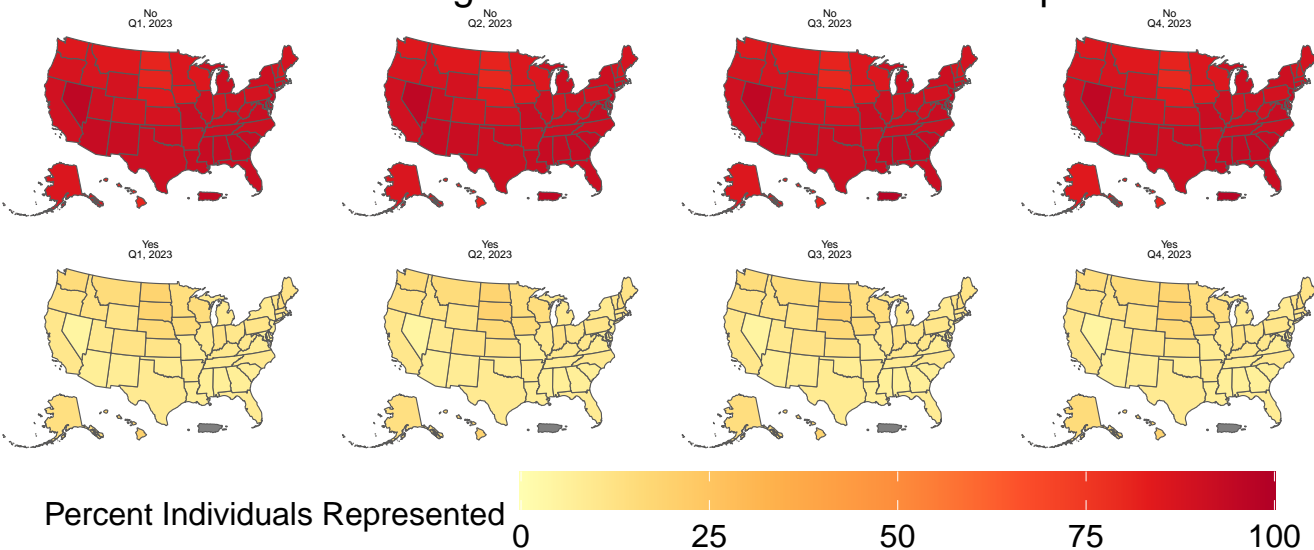 No
Q1, 2023
No
Q2, 2023
No
Q3, 2023
No
Q4, 2023
Yes
Q1, 2023
Yes
Q2, 2023
Yes
Q3, 2023
Yes
Q4, 2023
Percent Individuals Represented
0 25 50 75 100